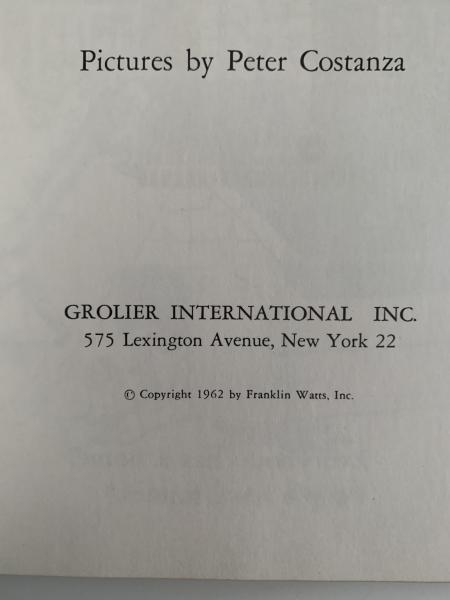 Pictures by Peter Costanza
GROLIER INTERNATIONAL INC.
575 Lexington Avenue, New York 22
© Copyright 1962 by Franklin Watts, Inc.